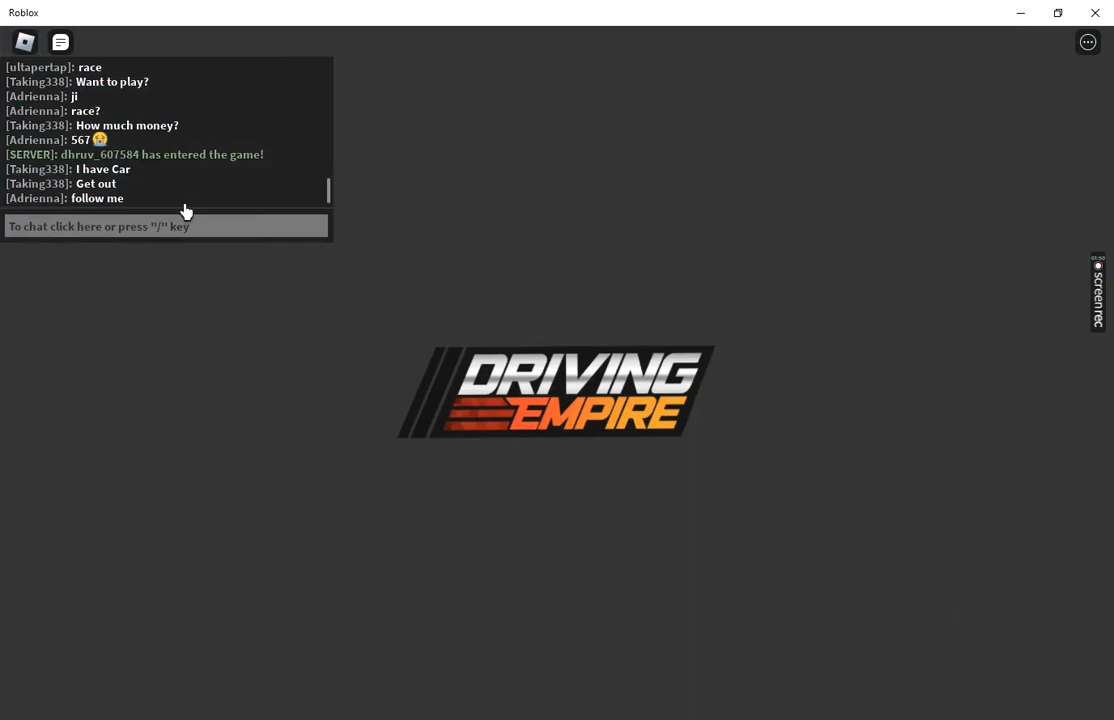 Roblox
[ultapertap]: race
[Taking338]: Want to play?
[Adrienna]: ji
[Adrienna]: race?
[Taking338]: How much money?
[Adrienna]: 567😭
[SERVER]: dhruv_607584 has entered the game!
[Taking338]: I have Car
[Taking338]: Get out
[Adrienna]: follow me
To chat click here or press "/" key
01:50
screenrec
DRIVING
EMPIRE